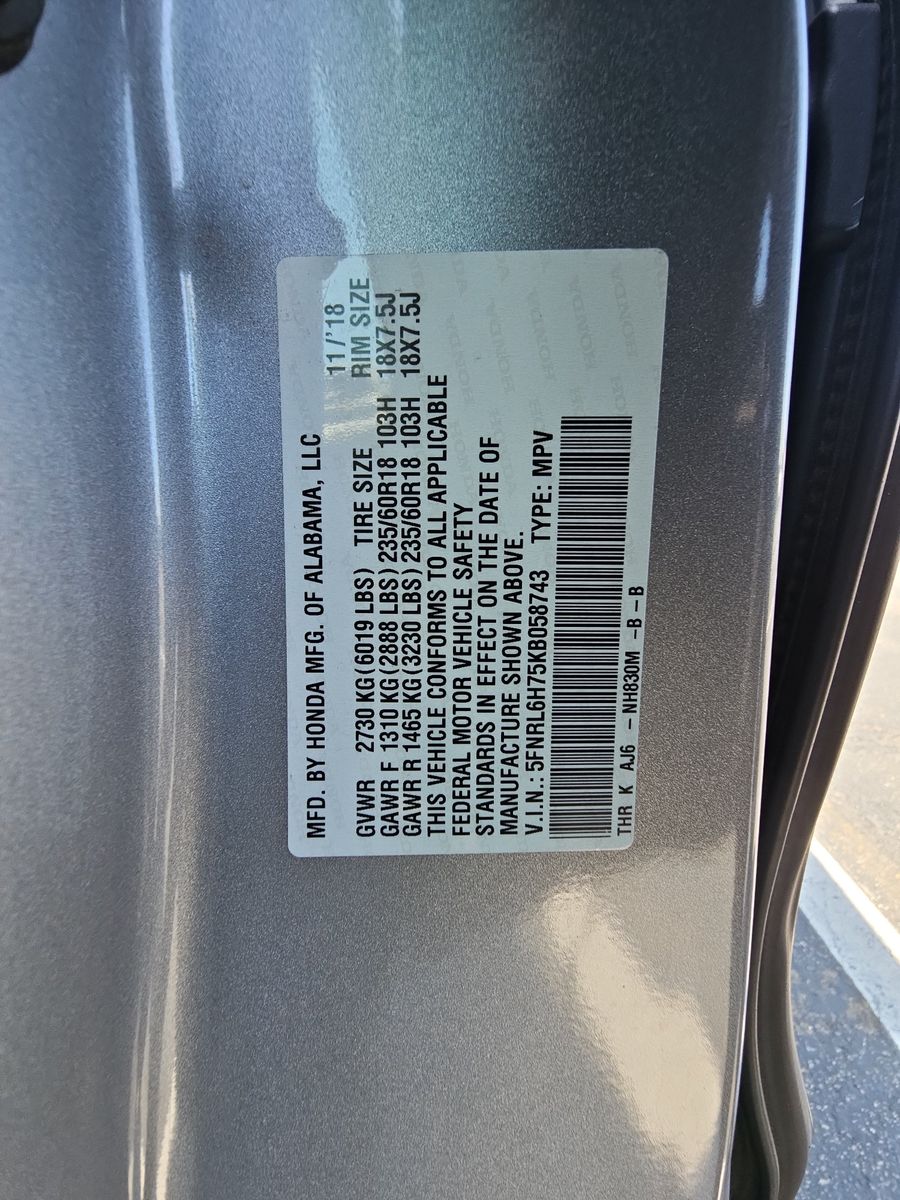 MFD. BY HONDA MFG. OF ALABAMA, LLC 11/'18
GVWR 2730 KG(6019 LBS) TIRE SIZE RIM SIZE
GAWR F 1310 KG(2888 LBS)235/60R18 103H 18X7.5J
GAWR R 1465 KG(3230 LBS)235/60R18 103H 18X7.5J
THIS VEHICLE CONFORMS TO ALL APPLICABLE
FEDERAL MOTOR VEHICLE SAFETY
STANDARDS IN EFFECT ON THE DATE OF
MANUFACTURE SHOWN ABOVE.
V.I.N.: 5FNRL6H75KB058743 TYPE: MPV
THR K AJ6 - NH830M -B-B